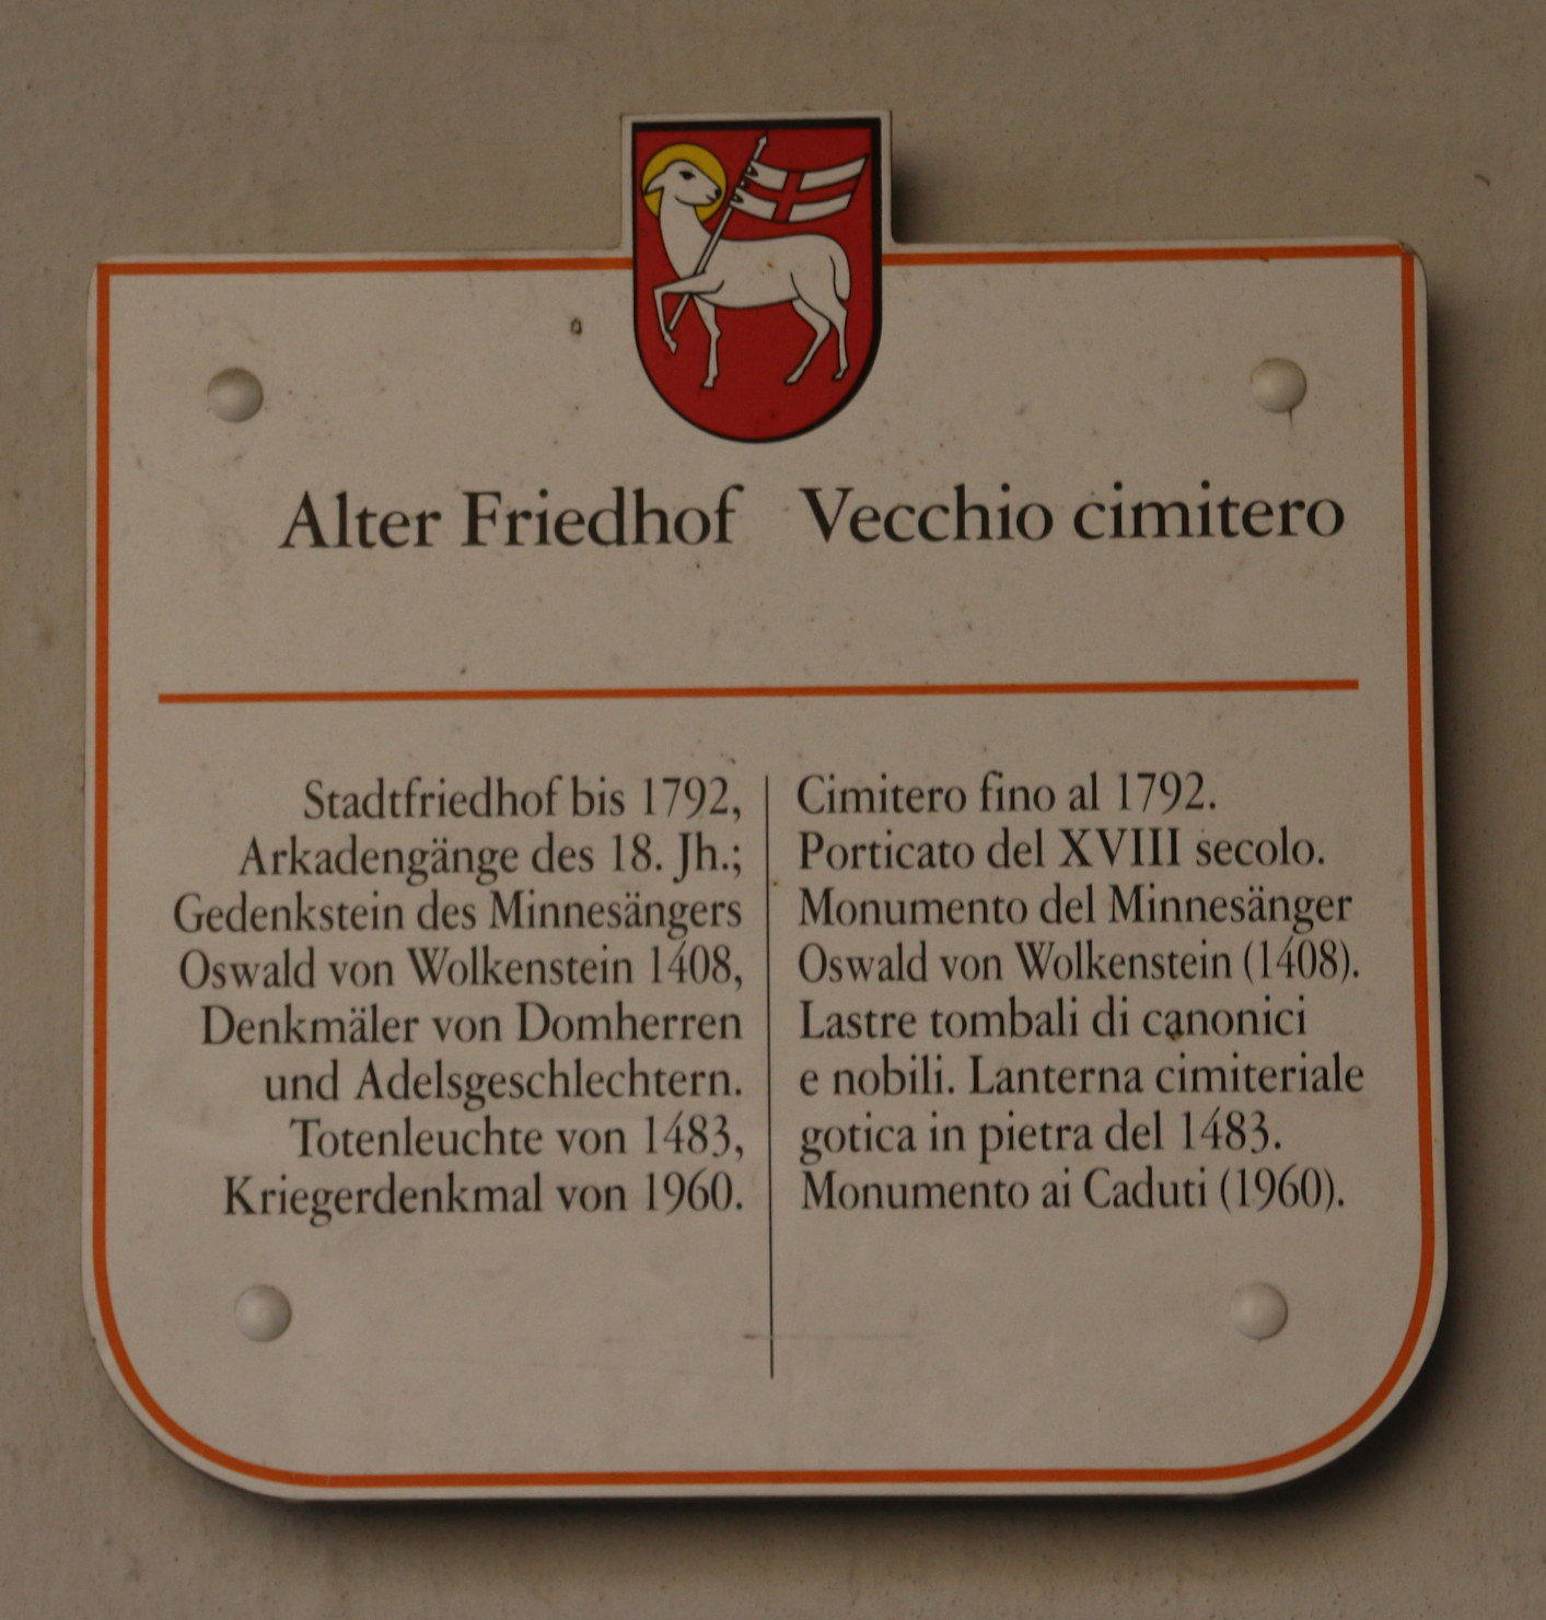 Alter Friedhof
Vecchio cimitero
Stadtfriedhof bis 1792,
Arkadengänge des 18. Jh.;
Gedenkstein des Minnesängers
Oswald von Wolkenstein 1408,
Denkmäler von Domherren
und Adelsgeschlechtern.
Totenleuchte von 1483,
Kriegerdenkmal von 1960.
Cimitero fino al 1792.
Porticato del XVIII secolo.
Monumento del Minnesänger
Oswald von Wolkenstein (1408).
Lastre tombali di canonici
e nobili. Lanterna cimiteriale
gotica in pietra del 1483.
Monumento ai Caduti (1960).